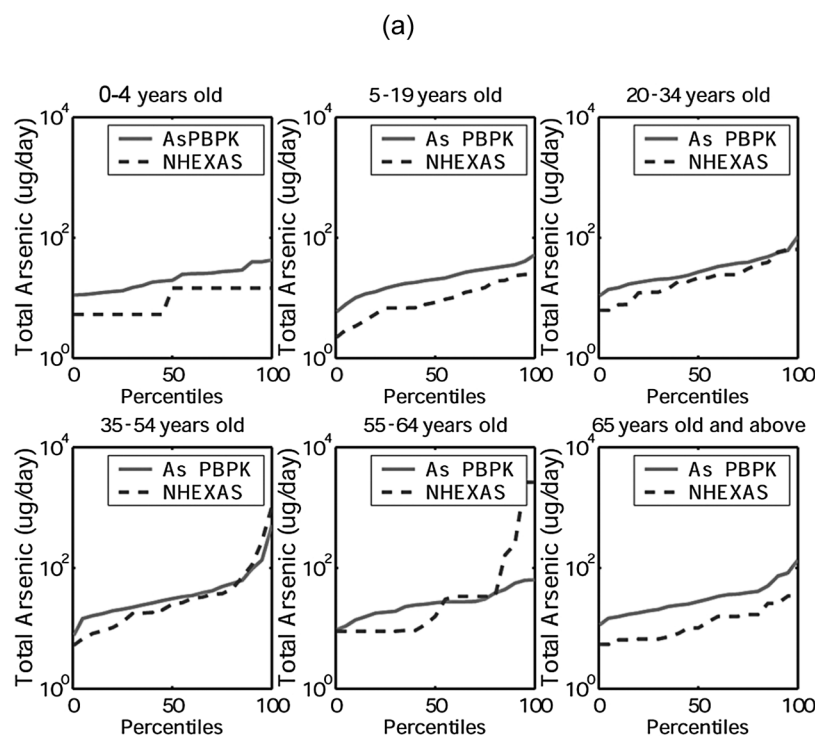 (a)
0-4 years old
5-19 years old
20-34 years old
Total Arsenic (ug/day)
10^4
10^2
10^0
AsPBPK
NHEXAS
0
50
100
Percentiles
Total Arsenic (ug/day)
10^4
10^2
10^0
As PBPK
NHEXAS
0
50
100
Percentiles
Total Arsenic (ug/day)
10^4
10^2
10^0
As PBPK
NHEXAS
0
50
100
Percentiles
35-54 years old
55-64 years old
65 years old and above
Total Arsenic (ug/day)
10^4
10^2
10^0
As PBPK
NHEXAS
0
50
100
Percentiles
Total Arsenic (ug/day)
10^4
10^2
10^0
As PBPK
NHEXAS
0
50
100
Percentiles
Total Arsenic (ug/day)
10^4
10^2
10^0
As PBPK
NHEXAS
0
50
100
Percentiles